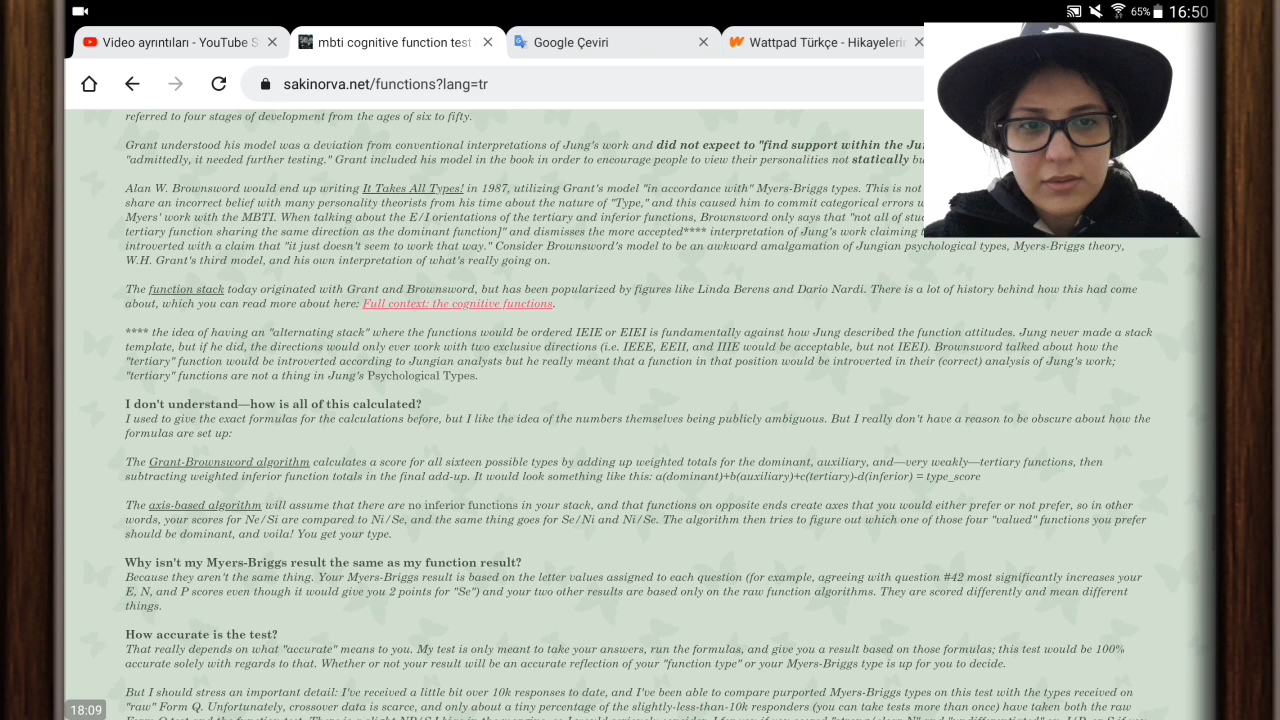 65% 16:50
Video ayrıntıları - YouTube S
mbti cognitive function test
Google Çeviri
Wattpad Türkçe - Hikayelerin
sakinorva.net/functions?lang=tr
referred to four stages of development from the ages of six to fifty.
Grant understood his model was a deviation from conventional interpretations of Jung's work and did not expect to "find support within the Jun
"admittedly, it needed further testing." Grant included his model in the book in order to encourage people to view their personalities not statically bu
Alan W. Brownsword would end up writing It Takes All Types! in 1987, utilizing Grant's model "in accordance with" Myers-Briggs types. This is not
share an incorrect belief with many personality theorists from his time about the nature of "Type," and this caused him to commit categorical errors w
Myers' work with the MBTI. When talking about the E/I orientations of the tertiary and inferior functions, Brownsword only says that "not all of stud
tertiary function sharing the same direction as the dominant function]" and dismisses the more accepted**** interpretation of Jung's work claiming t
introverted with a claim that "it just doesn't seem to work that way." Consider Brownsword's model to be an awkward amalgamation of Jungian psychological types, Myers-Briggs theory,
W.H. Grant's third model, and his own interpretation of what's really going on.
The function stack today originated with Grant and Brownsword, but has been popularized by figures like Linda Berens and Dario Nardi. There is a lot of history behind how this had come
about, which you can read more about here: Full context: the cognitive functions.
**** the idea of having an "alternating stack" where the functions would be ordered IEIE or EIEI is fundamentally against how Jung described the function attitudes. Jung never made a stack
template, but if he did, the directions would only ever work with two exclusive directions (i.e. IEEE, EEII, and IIIE would be acceptable, but not IEEI). Brownsword talked about how the
"tertiary" function would be introverted according to Jungian analysts but he really meant that a function in that position would be introverted in their (correct) analysis of Jung's work;
"tertiary" functions are not a thing in Jung's Psychological Types.
I don't understand—how is all of this calculated?
I used to give the exact formulas for the calculations before, but I like the idea of the numbers themselves being publicly ambiguous. But I really don't have a reason to be obscure about how the
formulas are set up:
The Grant-Brownsword algorithm calculates a score for all sixteen possible types by adding up weighted totals for the dominant, auxiliary, and—very weakly—tertiary functions, then
subtracting weighted inferior function totals in the final add-up. It would look something like this: a(dominant)+b(auxiliary)+c(tertiary)-d(inferior) = type_score
The axis-based algorithm will assume that there are no inferior functions in your stack, and that functions on opposite ends create axes that you would either prefer or not prefer, so in other
words, your scores for Ne/Si are compared to Ni/Se, and the same thing goes for Se/Ni and Ni/Se. The algorithm then tries to figure out which one of those four "valued" functions you prefer
should be dominant, and voila! You get your type.
Why isn't my Myers-Briggs result the same as my function result?
Because they aren't the same thing. Your Myers-Briggs result is based on the letter values assigned to each question (for example, agreeing with question #42 most significantly increases your
E, N, and P scores even though it would give you 2 points for "Se") and your two other results are based only on the raw function algorithms. They are scored differently and mean different
things.
How accurate is the test?
That really depends on what "accurate" means to you. My test is only meant to take your answers, run the formulas, and give you a result based on those formulas; this test would be 100%
accurate solely with regards to that. Whether or not your result will be an accurate reflection of your "function type" or your Myers-Briggs type is up for you to decide.
But I should stress an important detail: I've received a little bit over 10k responses to date, and I've been able to compare purported Myers-Briggs types on this test with the types received on
"raw" Form Q. Unfortunately, crossover data is scarce, and only about a tiny percentage of the slightly-less-than-10k responders (you can take tests more than once) have taken both the raw
18:09